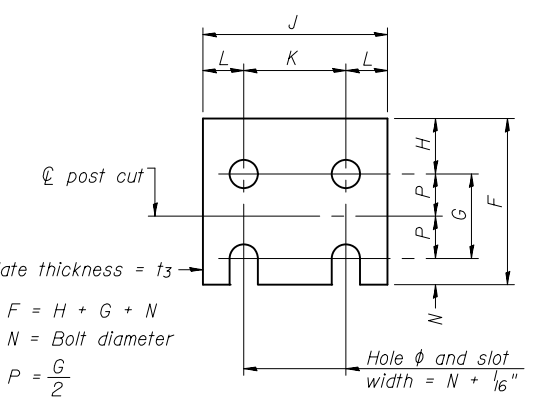 J
L K L
H
℄ post cut
P
G
F
P
ate thickness = t3
F = H + G + N
N
N = Bolt diameter
P = G/2
Hole ϕ and slot
width = N + 1/16"